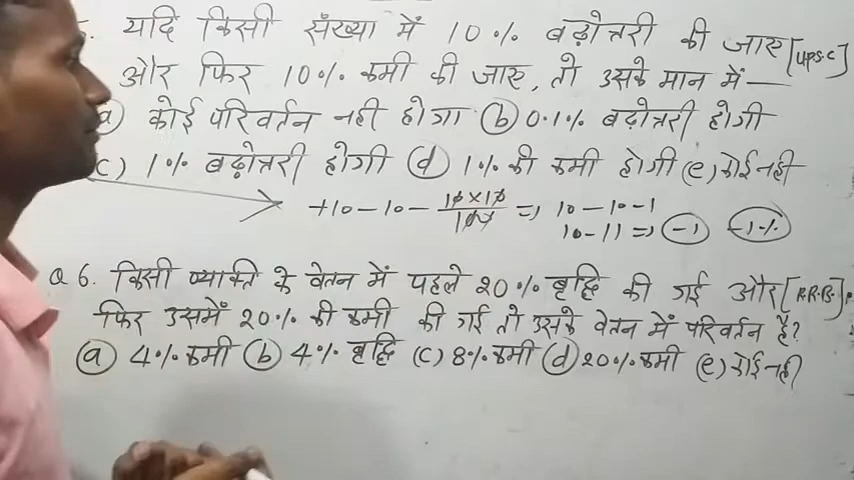 यदि किसी सँख्या में 10% बढ़ोत्तरी की जाए [UPSC]
और फिर 10% कमी की जाए, तो उसके मान में —
(a) कोई परिवर्तन नही होगा (b) 0.1% बढ़ोत्तरी होगी
(c) 1% बढ़ोत्तरी होगी (d) 1% की कमी होगी (e) कोई नही
+10 - 10 - 10×10/100 => 10 - 10 - 1
10 - 11 => -1 -1%
Q 6. किसी व्यक्ति के वेतन में पहले 20% बृद्धि की गई और [R.R.B.]
फिर उसमें 20% की कमी की गई तो उसके वेतन में परिवर्तन है?
(a) 4% कमी (b) 4% बृद्धि (c) 8% कमी (d) 20% कमी (e) कोई नही